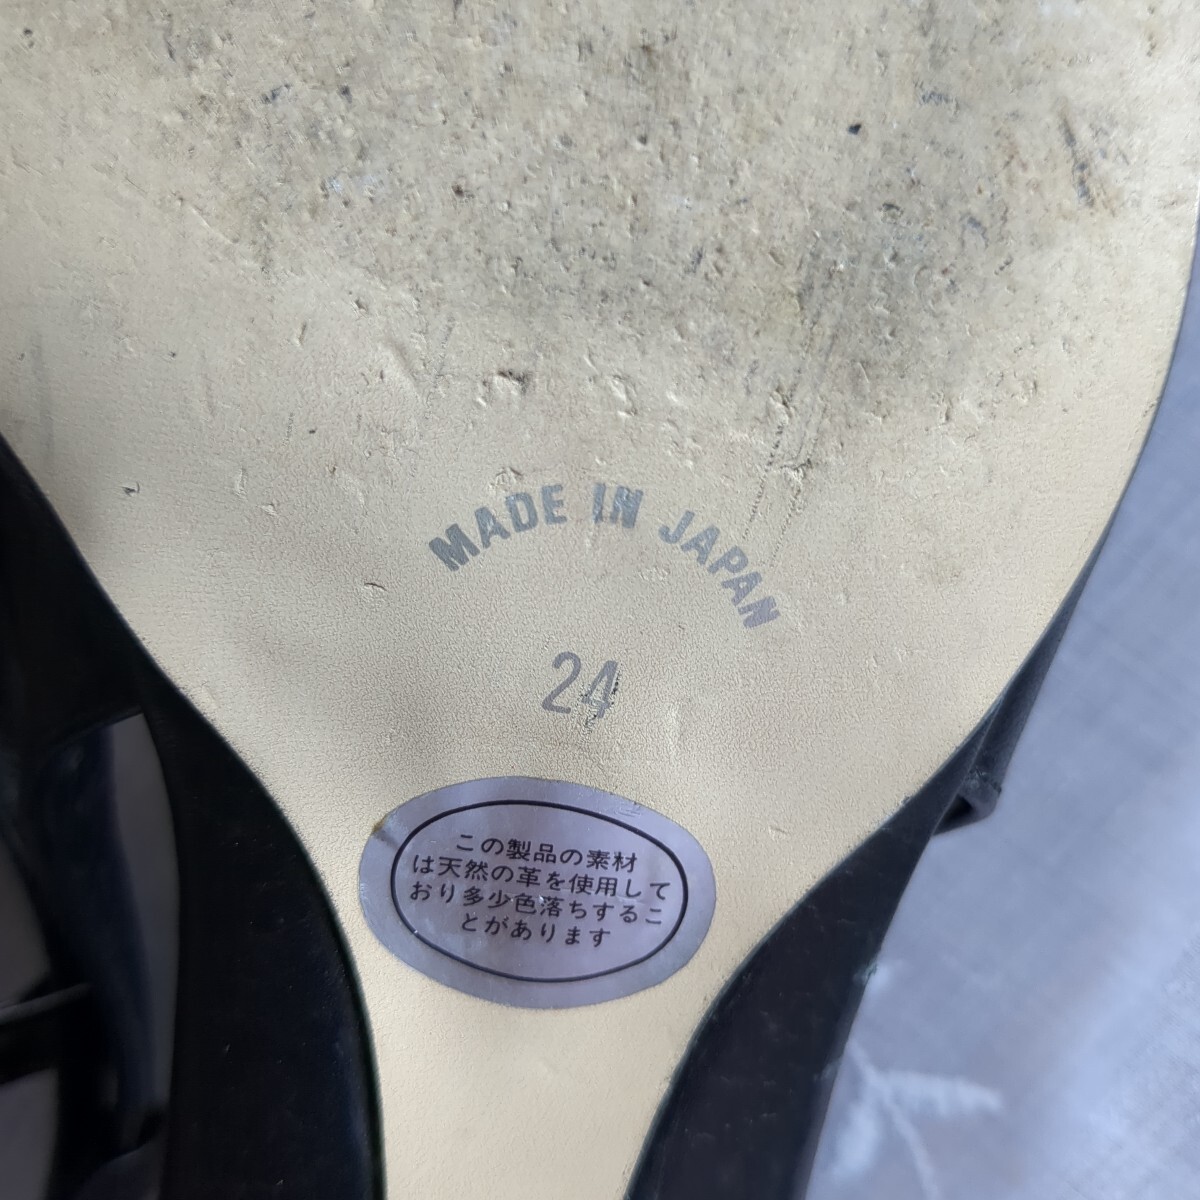 MADE IN JAPAN
24
この製品の素材
は天然の革を使用して
おり多少色落ちするこ
とがあります